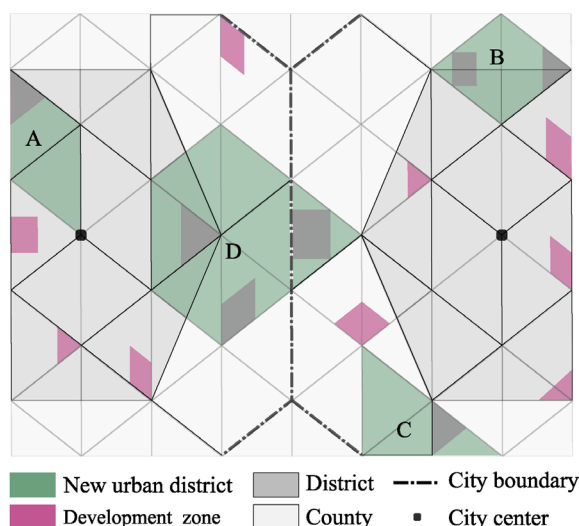 B
A
D
C
New urban district District City boundary
Development zone County City center